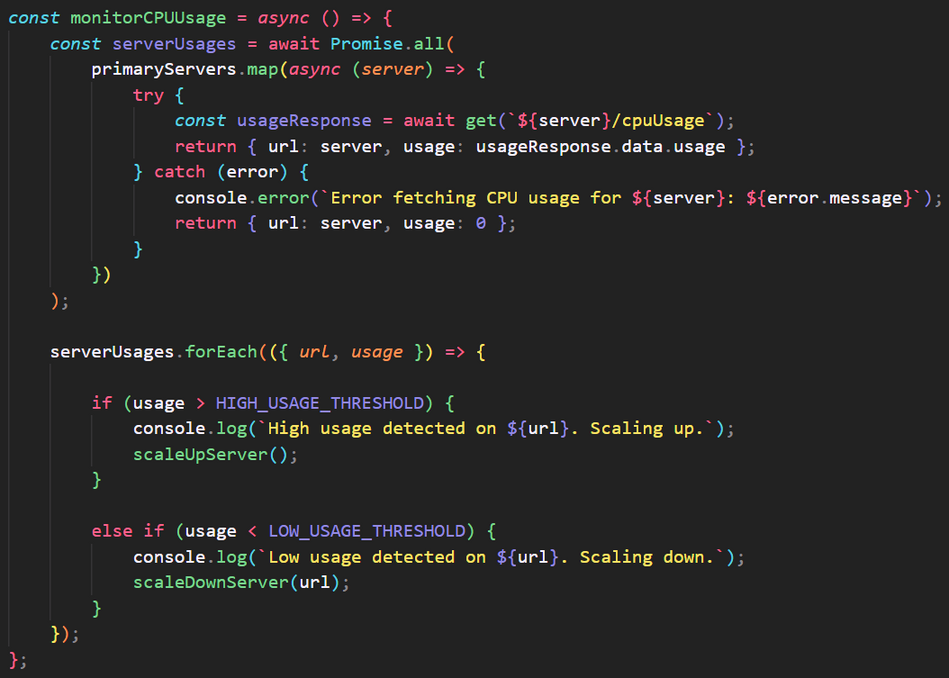 const monitorCPUUsage = async () => {
    const serverUsages = await Promise.all(
        primaryServers.map(async (server) => {
            try {
                const usageResponse = await get(`${server}/cpuUsage`);
                return { url: server, usage: usageResponse.data.usage };
            } catch (error) {
                console.error(`Error fetching CPU usage for ${server}: ${error.message}`);
                return { url: server, usage: 0 };
            }
        })
    );

    serverUsages.forEach(({ url, usage }) => {

        if (usage > HIGH_USAGE_THRESHOLD) {
            console.log(`High usage detected on ${url}. Scaling up.`);
            scaleUpServer();
        }

        else if (usage < LOW_USAGE_THRESHOLD) {
            console.log(`Low usage detected on ${url}. Scaling down.`);
            scaleDownServer(url);
        }
    });
};